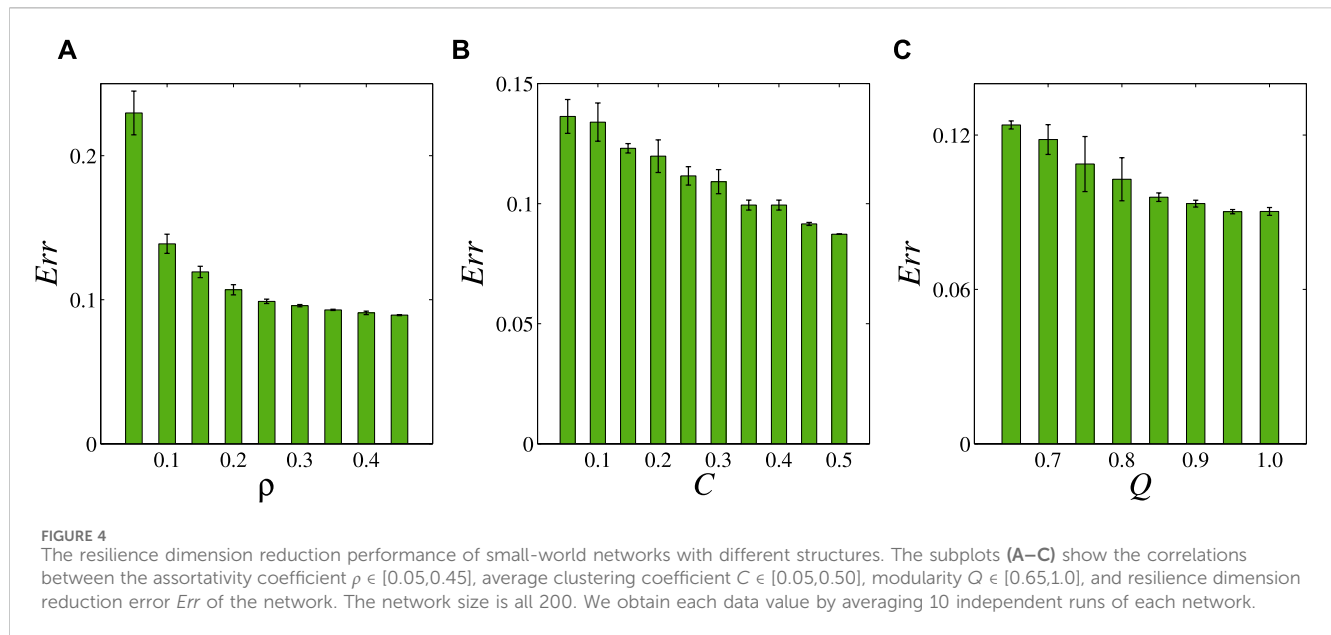 A
B
C
0.2
0.1
0
Err
0.1
0.2
0.3
0.4
ρ
0.15
0.1
0.05
0
Err
0.1
0.2
0.3
0.4
0.5
C
0.12
0.06
0
Err
0.7
0.8
0.9
1.0
Q
FIGURE 4
The resilience dimension reduction performance of small-world networks with different structures. The subplots (A–C) show the correlations
between the assortativity coefficient ρ ∈ [0.05,0.45], average clustering coefficient C ∈ [0.05,0.50], modularity Q ∈ [0.65,1.0], and resilience dimension
reduction error Err of the network. The network size is all 200. We obtain each data value by averaging 10 independent runs of each network.